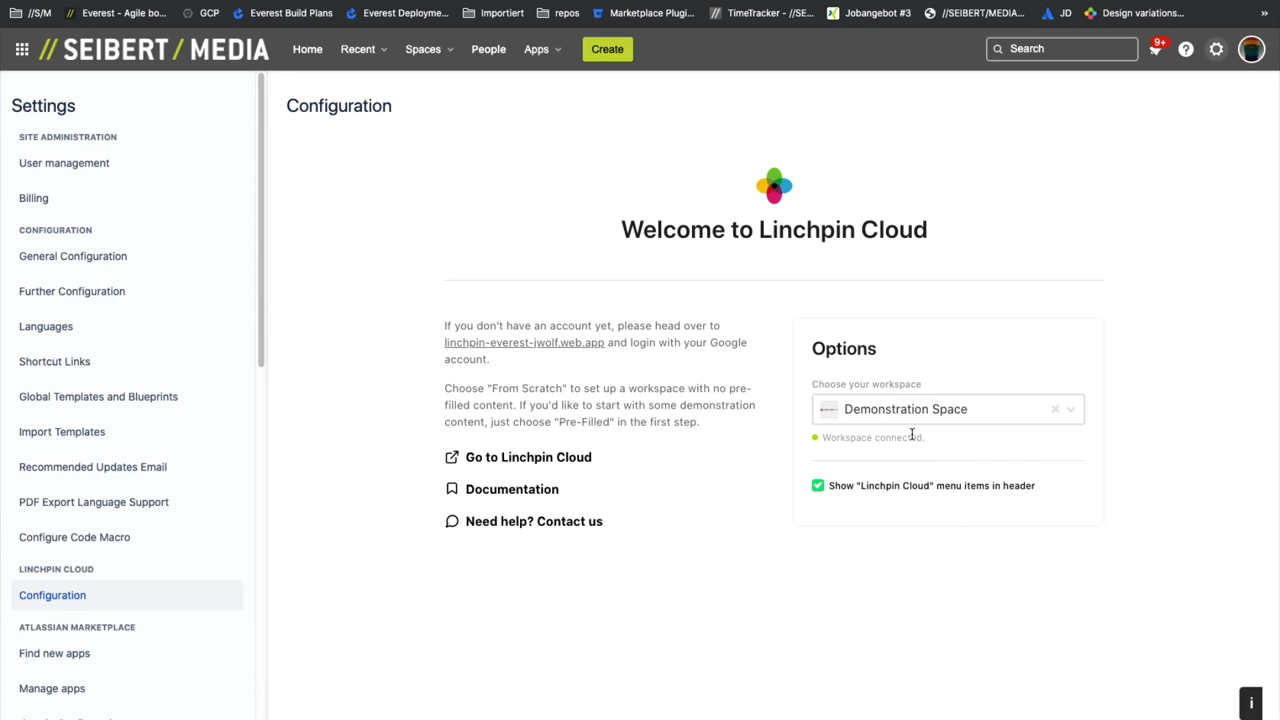 //S/M Everest - Agile bo... GCP Everest Build Plans Everest Deployme... Importiert repos Marketplace Plugi... TimeTracker - //SE... Jobangebot #3 //SEIBERT/MEDIA... JD Design variations... »
// SEIBERT / MEDIA Home Recent Spaces People Apps Create Search 9+
Settings
SITE ADMINISTRATION
User management
Billing
CONFIGURATION
General Configuration
Further Configuration
Languages
Shortcut Links
Global Templates and Blueprints
Import Templates
Recommended Updates Email
PDF Export Language Support
Configure Code Macro
LINCHPIN CLOUD
Configuration
ATLASSIAN MARKETPLACE
Find new apps
Manage apps
Configuration
Welcome to Linchpin Cloud
If you don't have an account yet, please head over to
linchpin-everest-jwolf.web.app and login with your Google
account.
Choose "From Scratch" to set up a workspace with no pre-
filled content. If you'd like to start with some demonstration
content, just choose "Pre-Filled" in the first step.
Go to Linchpin Cloud
Documentation
Need help? Contact us
Options
Choose your workspace
Demonstration Space
Workspace connected.
Show "Linchpin Cloud" menu items in header
i